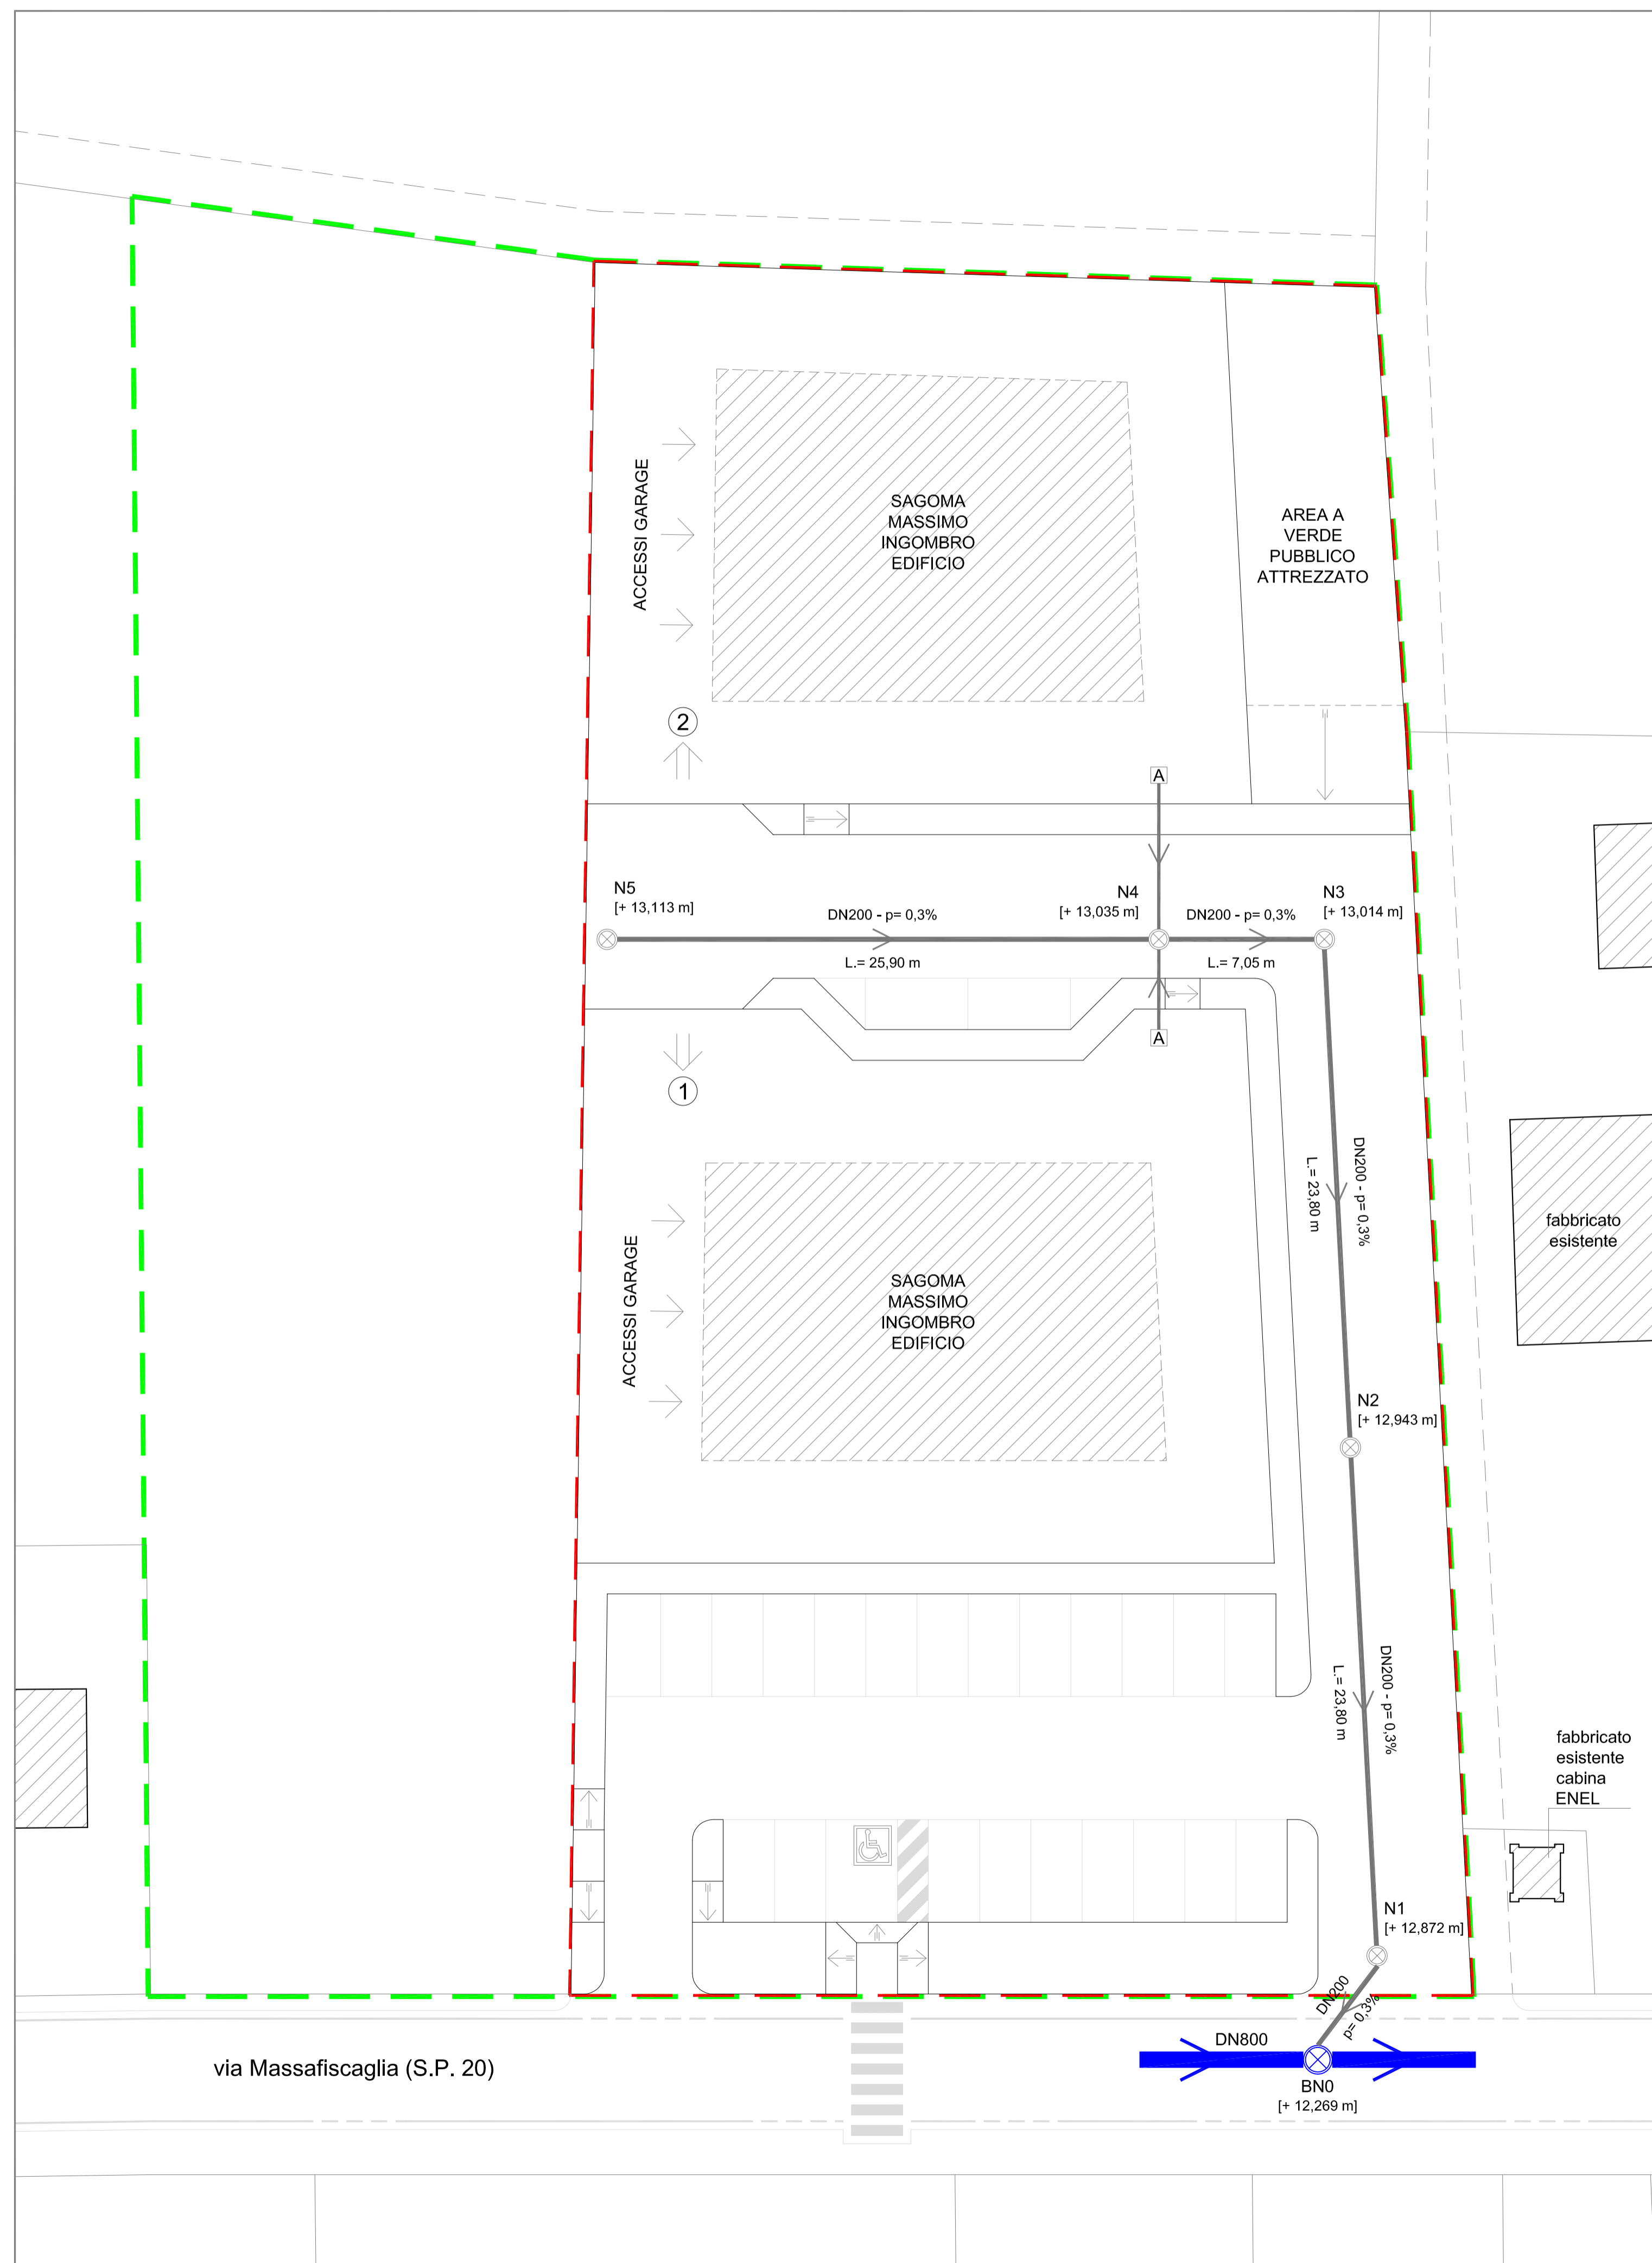 ACCESSI GARAGE
SAGOMA
MASSIMO
INGOMBRO
EDIFICIO
AREA A
VERDE
PUBBLICO
ATTREZZATO
2
A
N5
[+ 13,113 m]
DN200 - p= 0,3%
L.= 25,90 m
N4
[+ 13,035 m]
DN200 - p= 0,3%
L.= 7,05 m
N3
[+ 13,014 m]
A
1
DN200 - p= 0,3%
L.= 23,80 m
fabbricato
esistente
ACCESSI GARAGE
SAGOMA
MASSIMO
INGOMBRO
EDIFICIO
N2
[+ 12,943 m]
DN200 - p= 0,3%
L.= 23,80 m
fabbricato
esistente
cabina
ENEL
N1
[+ 12,872 m]
DN200
p= 0,3%
DN800
via Massafiscaglia (S.P. 20)
BN0
[+ 12,269 m]